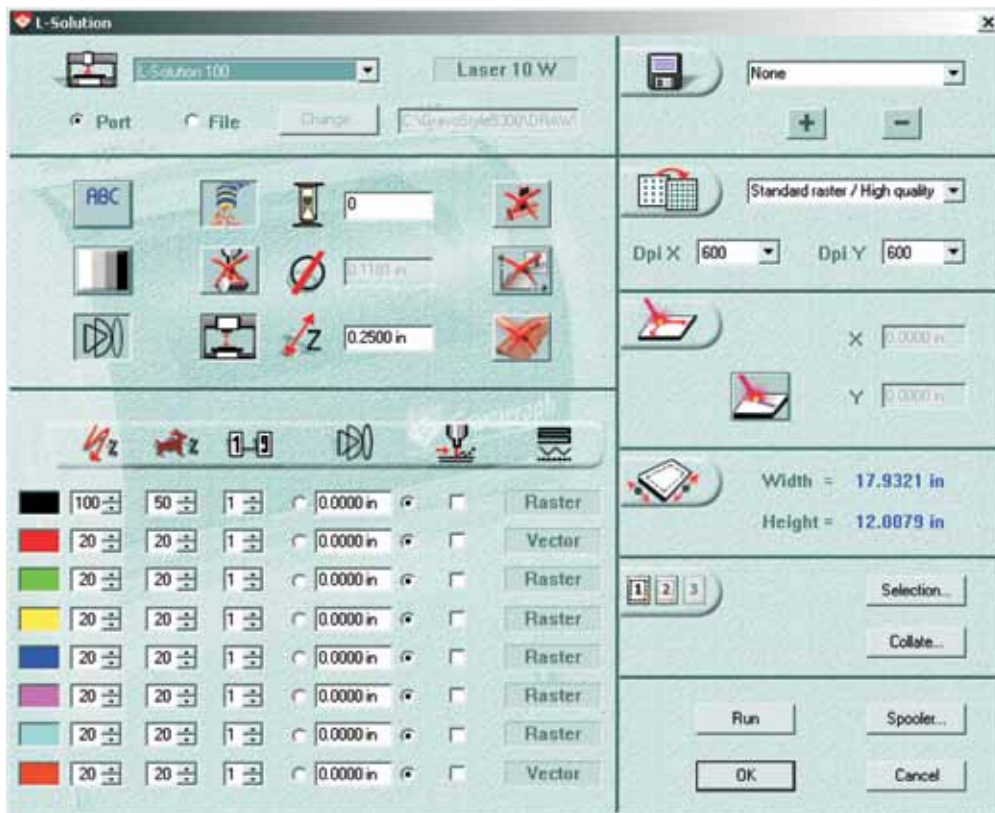 L-Solution
L-Solution 100
Laser 10 W
Port
File
Change
C:\GravoStyle5300\DRAW
ABC
0
0.1181 in
Z
0.2500 in
z
z
1 9
100 50 1 0.0000 in Raster
20 20 1 0.0000 in Vector
20 20 1 0.0000 in Raster
20 20 1 0.0000 in Raster
20 20 1 0.0000 in Raster
20 20 1 0.0000 in Raster
20 20 1 0.0000 in Raster
20 20 1 0.0000 in Vector
None
+ -
Standard raster / High quality
Dpi X 600 Dpi Y 600
X 0.0000 in
Y 0.0000 in
Width = 17.9321 in
Height = 12.0079 in
1 2 3
Selection...
Collate...
Run Spooler...
OK Cancel